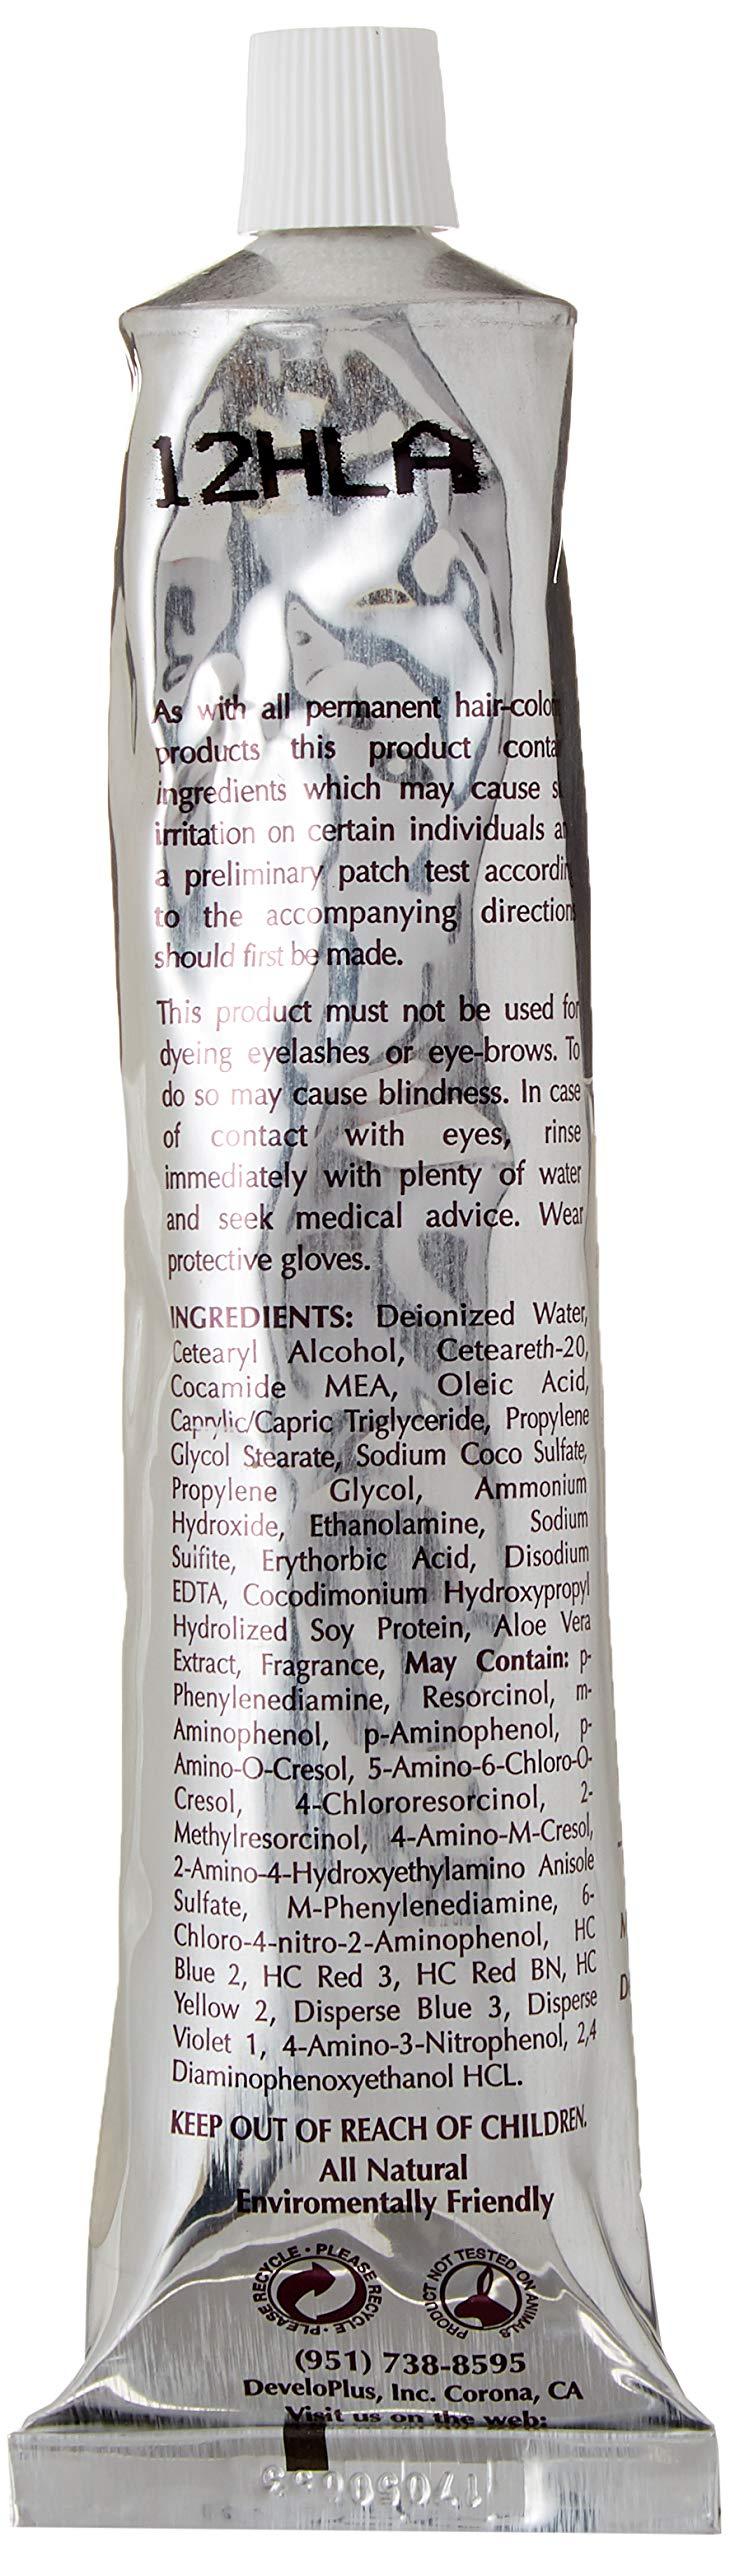 12HLA
As with all permanent hair-color
products this product conta
ingredients which may cause s
irritation on certain individuals a
a preliminary patch test accordin
to the accompanying directions
should first be made.
This product must not be used for
dyeing eyelashes or eye-brows. To
do so may cause blindness. In case
of contact with eyes, rinse
immediately with plenty of water
and seek medical advice. Wear
protective gloves.
INGREDIENTS: Deionized Water,
Cetearyl Alcohol, Ceteareth-20,
Cocamide MEA, Oleic Acid,
Caprylic/Capric Triglyceride, Propylene
Glycol Stearate, Sodium Coco Sulfate,
Propylene Glycol, Ammonium
Hydroxide, Ethanolamine, Sodium
Suifite, Erythorbic Acid, Disodium
EDTA, Cocodimonium Hydroxypropyl
Hydrolized Soy Protein, Aloe Vera
Extract, Fragrance, May Contain: p-
Phenylenediamine, Resorcinol, m-
Aminophenol, p-Aminophenol, p-
Amino-O-Cresol, 5-Amino-6-Chloro-O-
Cresol, 4-Chlororesorcinol, 2-
Methylresorcinol, 4-Amino-M-Cresol,
2-Amino-4-Hydroxyethylamino Anisole
Sulfate, M-Phenylenediamine, 6-
Chloro-4-nitro-2-Aminophenol, HC
Blue 2, HC Red 3, HC Red BN, HC
Yellow 2, Disperse Blue 3, Disperse
Violet 1, 4-Amino-3-Nitrophenol, 2,4
Diaminophenoxyethanol HCL.
KEEP OUT OF REACH OF CHILDREN.
All Natural
Enviromentally Friendly
PLEASE RECYCLE • PLEASE RECYCLE •
PRODUCT NOT TESTED ON ANIMALS
(951) 738-8595
DeveloPlus, Inc. Corona, CA
Visit us on the web: